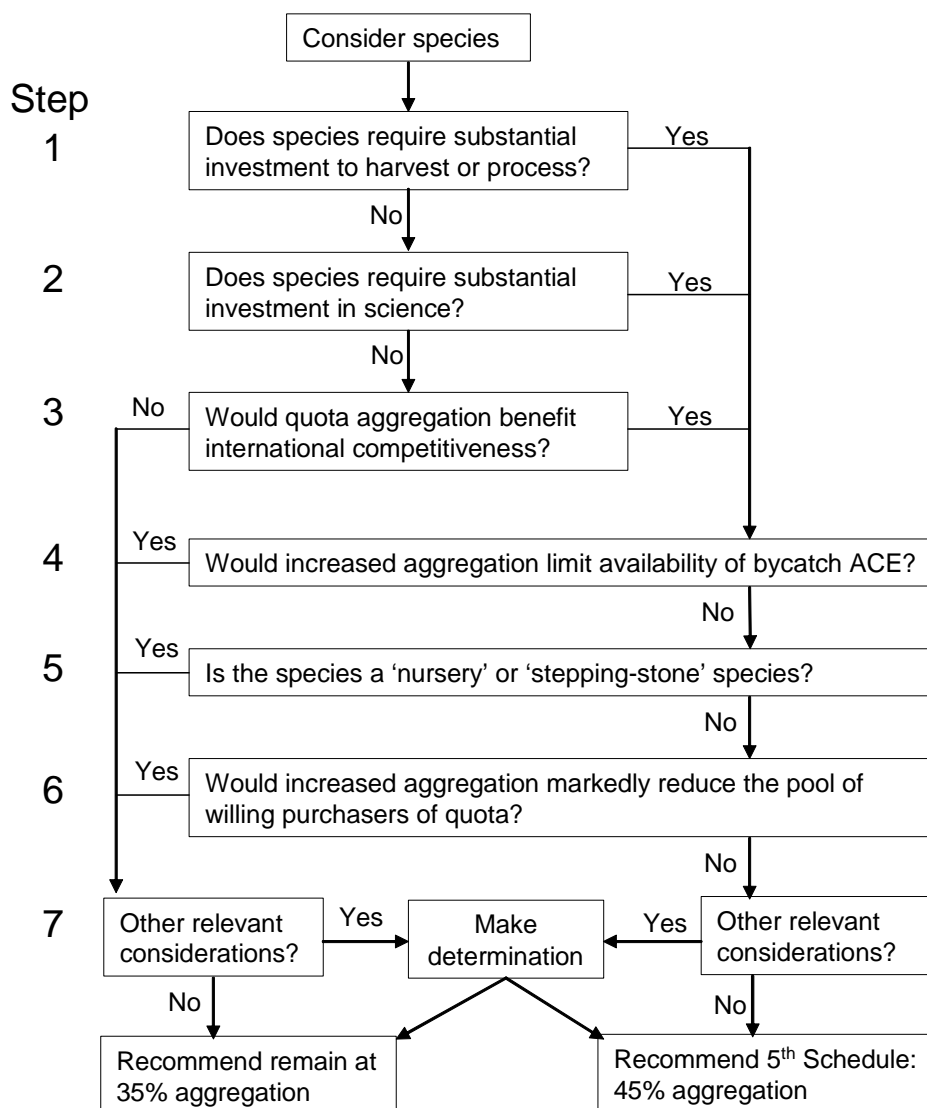 Consider species
Step
1
Does species require substantial
investment to harvest or process?
Yes
No
2
Does species require substantial
investment in science?
Yes
No
3
No
Would quota aggregation benefit
international competitiveness?
Yes
4
Yes
Would increased aggregation limit availability of bycatch ACE?
No
5
Yes
Is the species a ‘nursery’ or ‘stepping-stone’ species?
No
6
Yes
Would increased aggregation markedly reduce the pool of
willing purchasers of quota?
No
7
Other relevant
considerations?
Yes
Make
determination
Yes
Other relevant
considerations?
No
No
Recommend remain at
35% aggregation
Recommend 5th Schedule:
45% aggregation